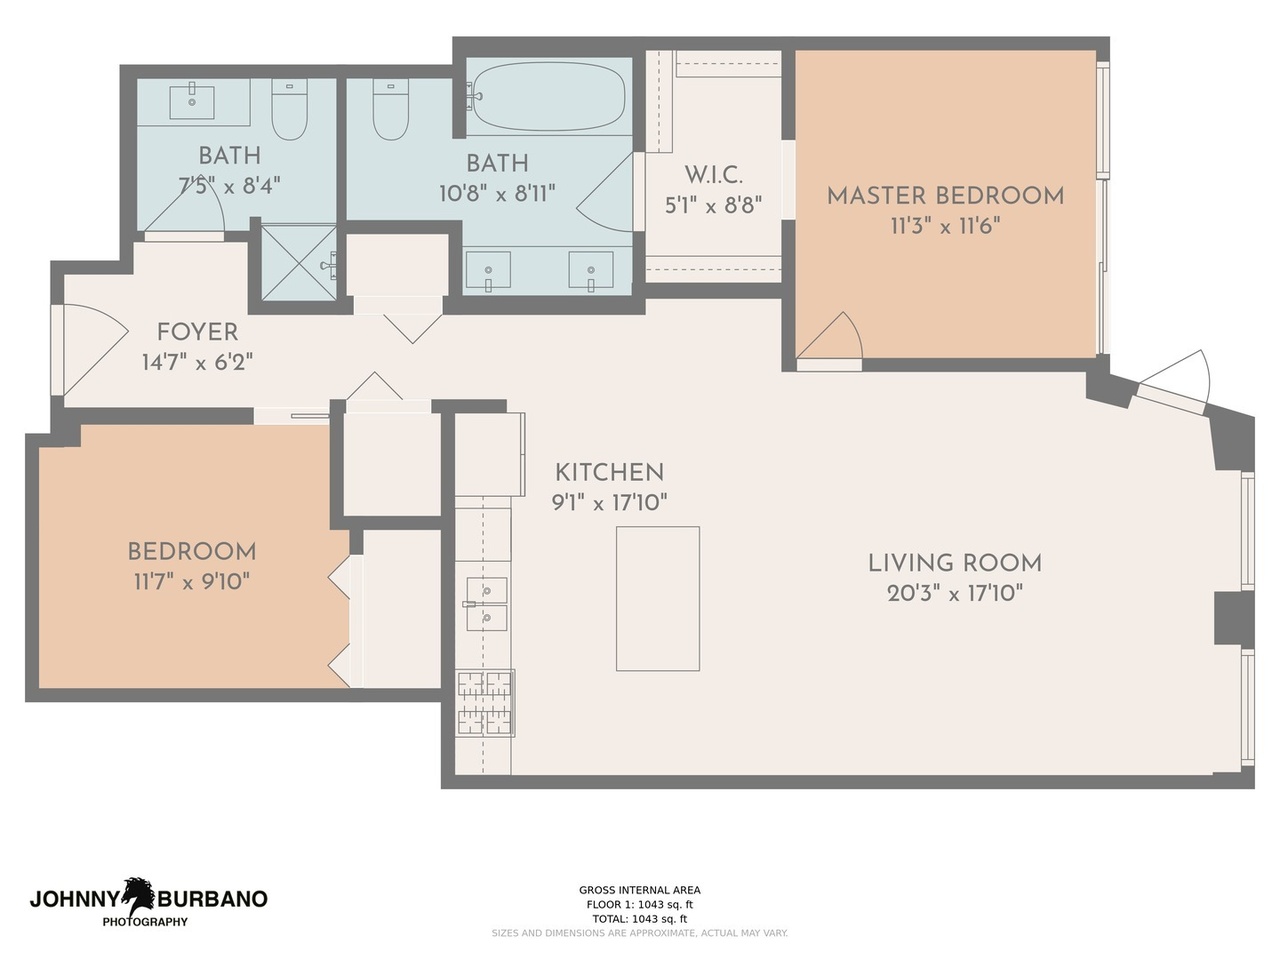 BATH
7'5" x 8'4"
BATH
10'8" x 8'11"
W.I.C.
5'1" x 8'8"
MASTER BEDROOM
11'3" x 11'6"
FOYER
14'7" x 6'2"
KITCHEN
9'1" x 17'10"
BEDROOM
11'7" x 9'10"
LIVING ROOM
20'3" x 17'10"
JOHNNY BURBANO
PHOTOGRAPHY
GROSS INTERNAL AREA
FLOOR 1: 1043 sq. ft
TOTAL: 1043 sq. ft
SIZES AND DIMENSIONS ARE APPROXIMATE, ACTUAL MAY VARY.